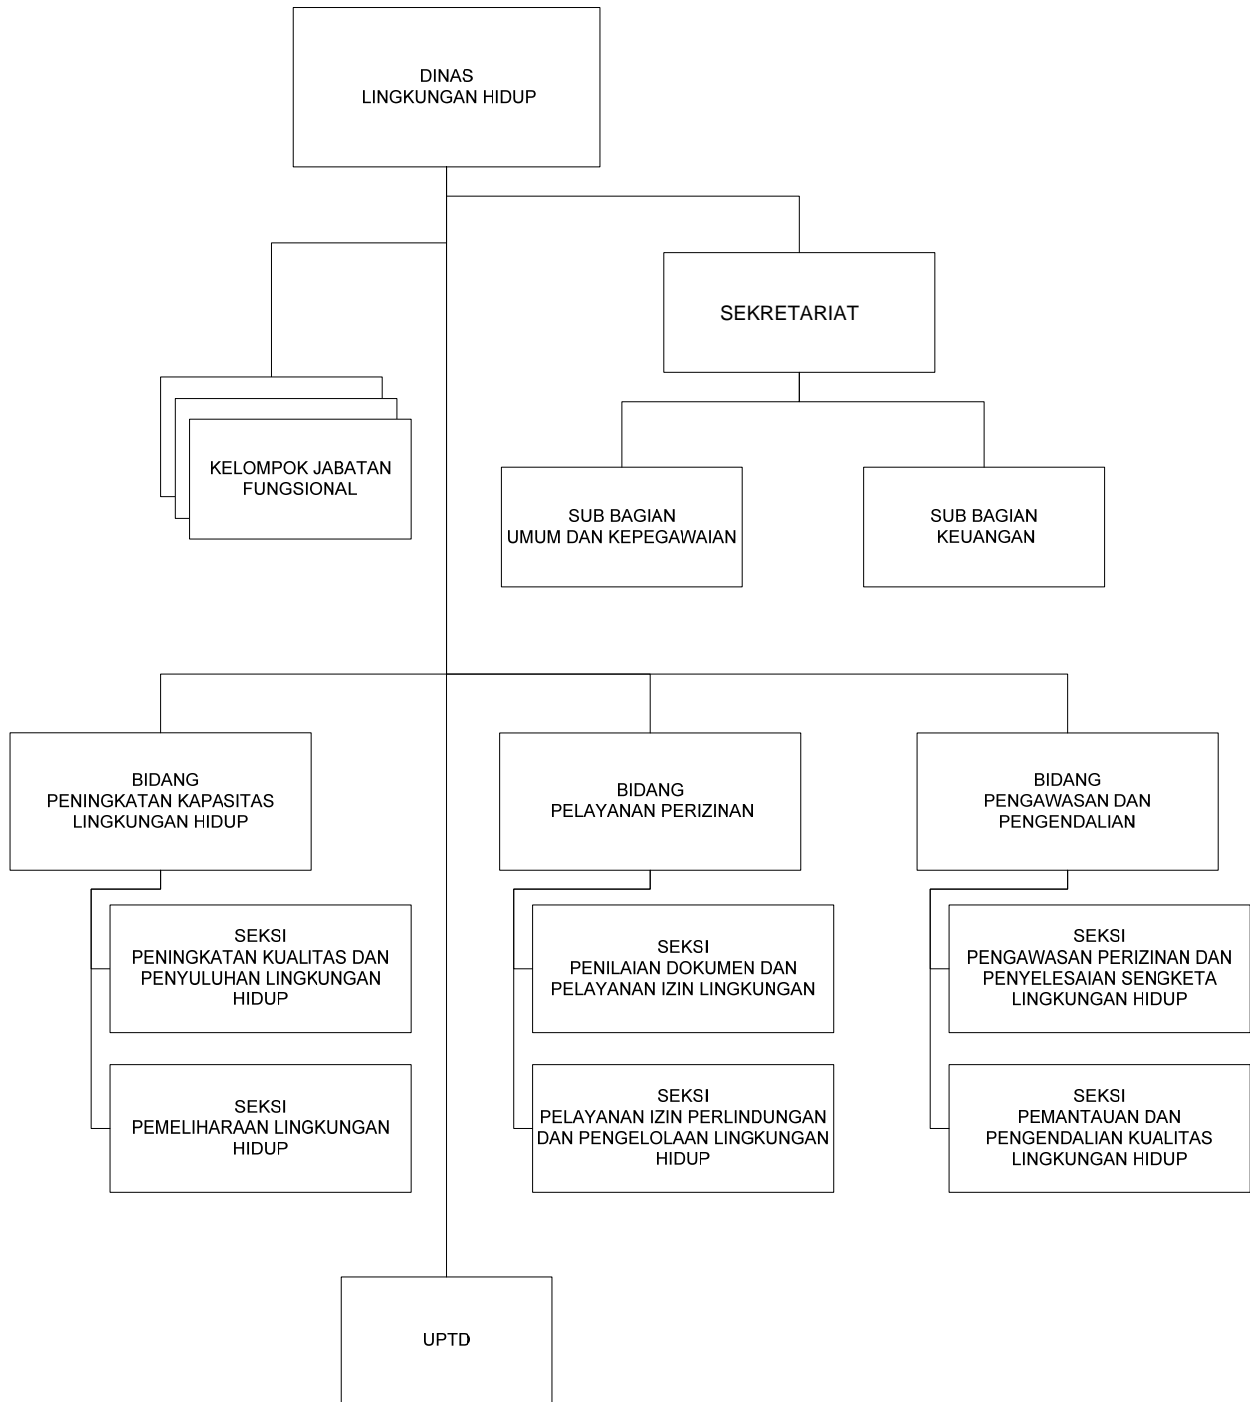 DINAS
LINGKUNGAN HIDUP
SEKRETARIAT
KELOMPOK JABATAN
FUNGSIONAL
SUB BAGIAN
UMUM DAN KEPEGAWAIAN
SUB BAGIAN
KEUANGAN
BIDANG
PENINGKATAN KAPASITAS
LINGKUNGAN HIDUP
BIDANG
PELAYANAN PERIZINAN
BIDANG
PENGAWASAN DAN
PENGENDALIAN
SEKSI
PENINGKATAN KUALITAS DAN
PENYULUHAN LINGKUNGAN
HIDUP
SEKSI
PENILAIAN DOKUMEN DAN
PELAYANAN IZIN LINGKUNGAN
SEKSI
PENGAWASAN PERIZINAN DAN
PENYELESAIAN SENGKETA
LINGKUNGAN HIDUP
SEKSI
PEMELIHARAAN LINGKUNGAN
HIDUP
SEKSI
PELAYANAN IZIN PERLINDUNGAN
DAN PENGELOLAAN LINGKUNGAN
HIDUP
SEKSI
PEMANTAUAN DAN
PENGENDALIAN KUALITAS
LINGKUNGAN HIDUP
UPTD